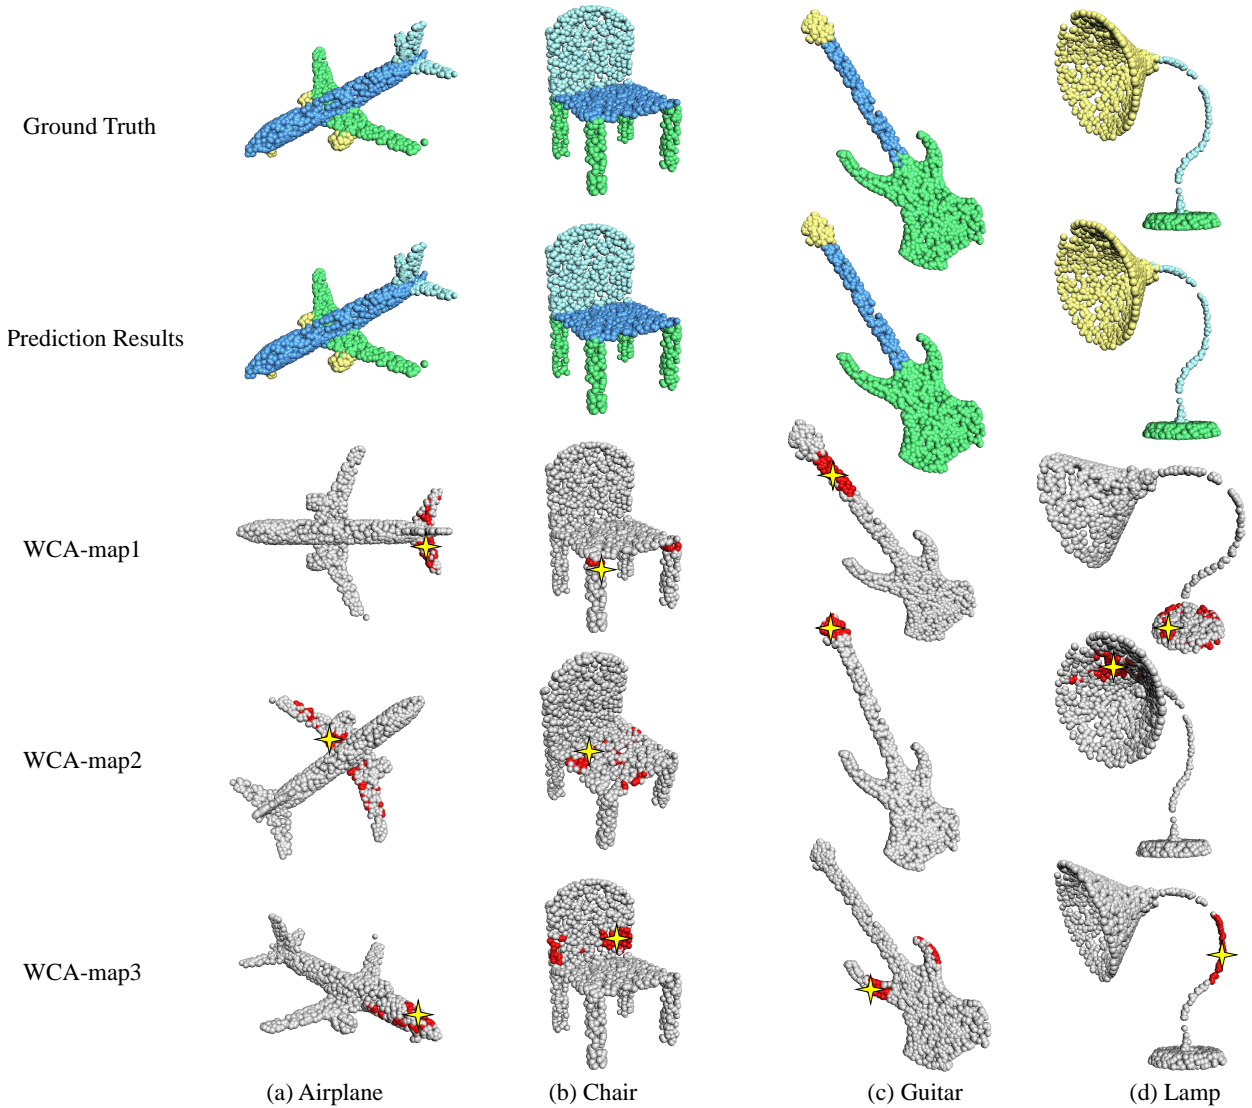 Ground Truth
Prediction Results
WCA-map1
WCA-map2
WCA-map3
(a) Airplane
(b) Chair
(c) Guitar
(d) Lamp